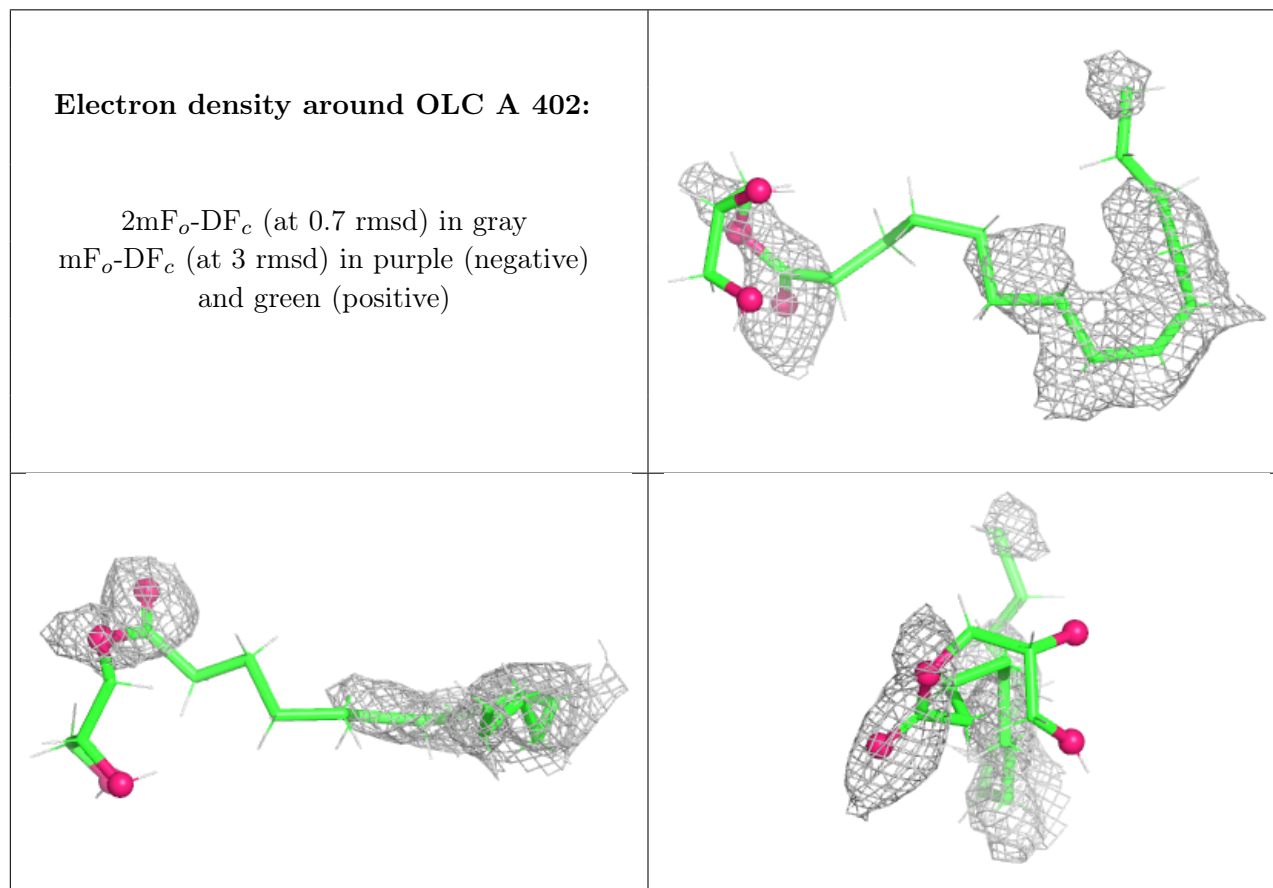 Electron density around OLC A 402:
2mFo-DFc (at 0.7 rmsd) in gray
mFo-DFc (at 3 rmsd) in purple (negative)
and green (positive)